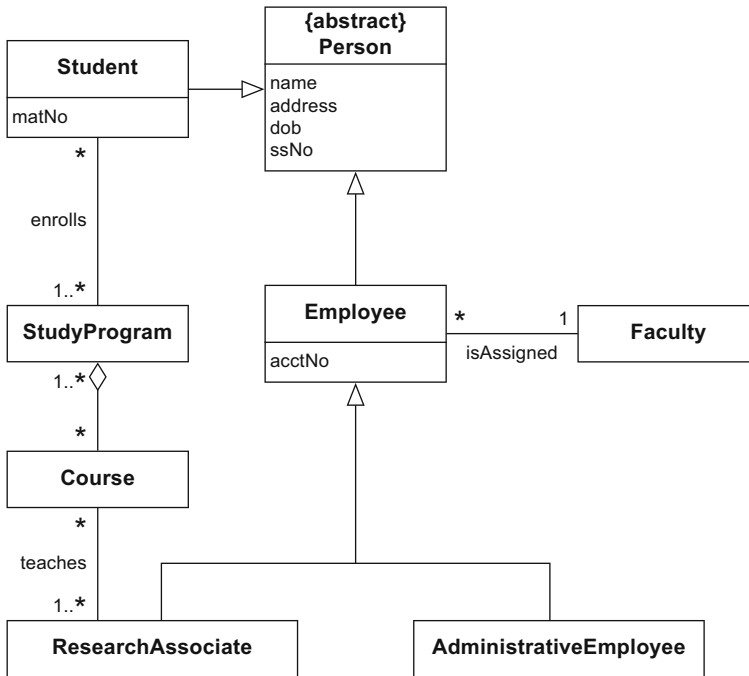 {abstract}
Person
name
address
dob
ssNo
Student
matNo
*
enrolls
1..*
StudyProgram
1..*
*
Course
*
teaches
1..*
ResearchAssociate
Employee
acctNo
* 1
isAssigned
Faculty
AdministrativeEmployee